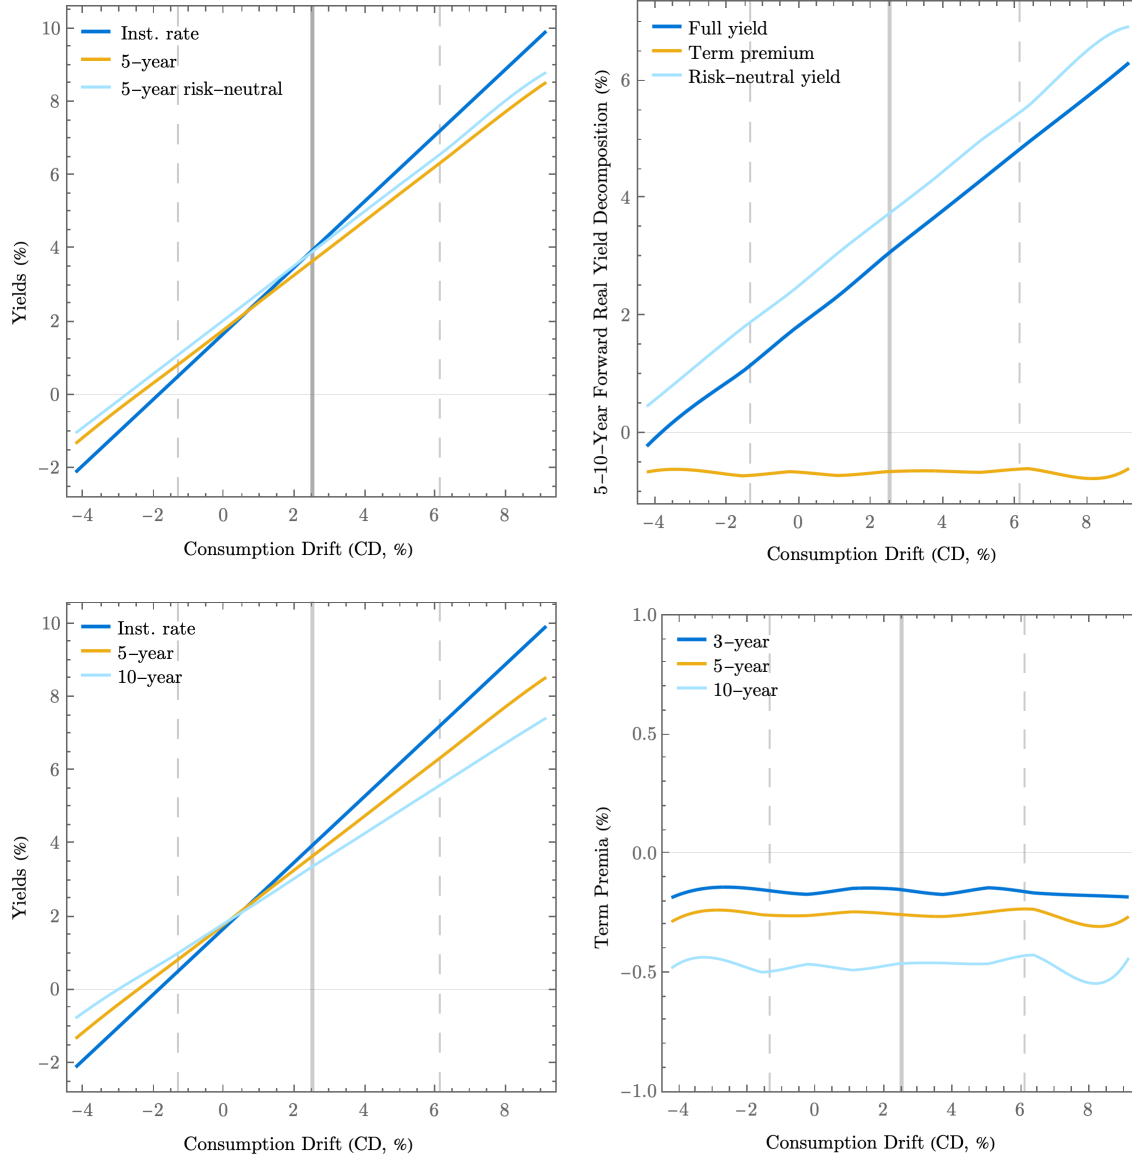 Inst. rate
5–year
5–year risk–neutral
Yields (%)
10
8
6
4
2
0
−2
−4
−2
0
2
4
6
8
Consumption Drift (CD, %)
Full yield
Term premium
Risk–neutral yield
5–10–Year Forward Real Yield Decomposition (%)
6
4
2
0
−4
−2
0
2
4
6
8
Consumption Drift (CD, %)
Inst. rate
5–year
10–year
Yields (%)
10
8
6
4
2
0
−2
−4
−2
0
2
4
6
8
Consumption Drift (CD, %)
3–year
5–year
10–year
Term Premia (%)
1.0
0.5
0.0
−0.5
−1.0
−4
−2
0
2
4
6
8
Consumption Drift (CD, %)